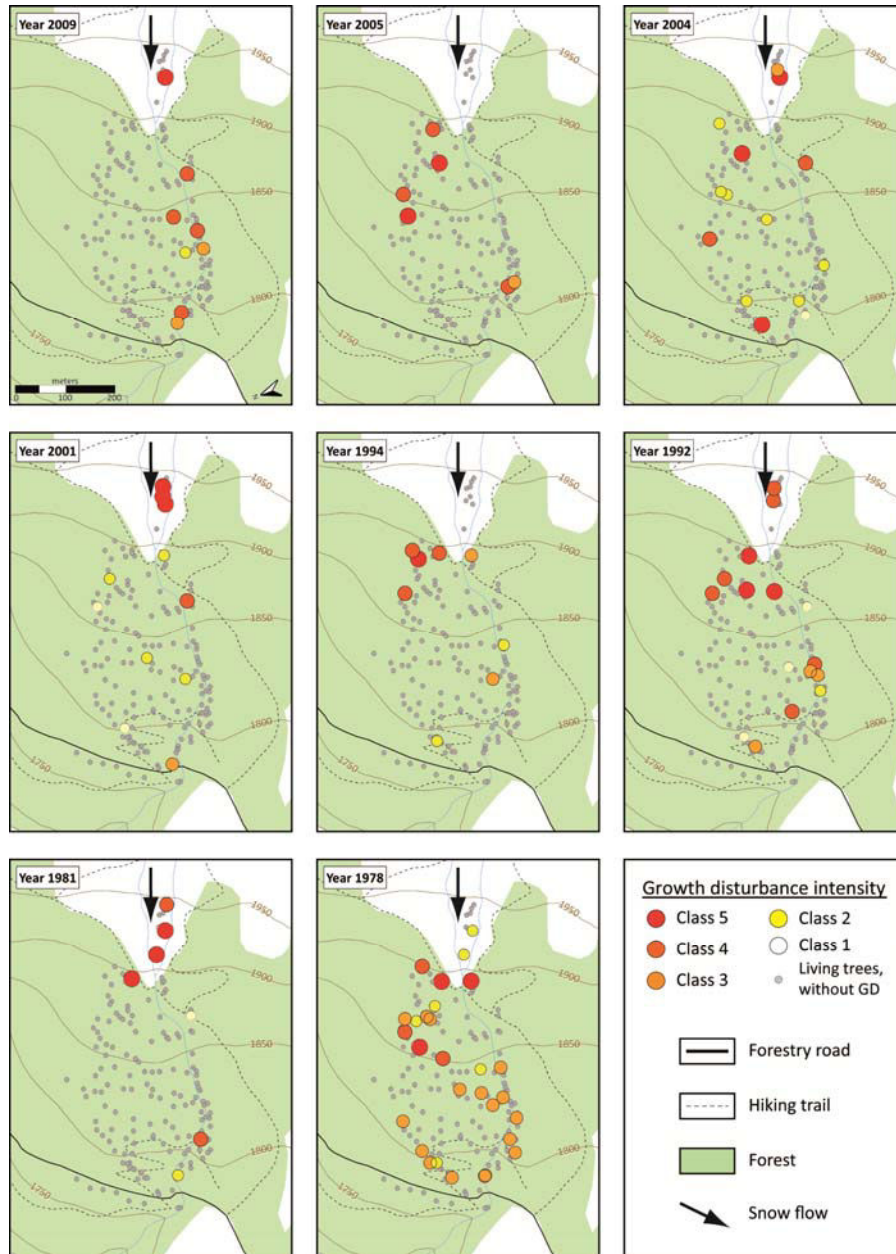 Year 2009
1950
1900
1850
1800
1750
meters
0 100 200
N
Year 2005
1950
1900
1850
1800
1750
Year 2004
1950
1900
1850
1800
1750
Year 2001
1950
1900
1850
1800
1750
Year 1994
1950
1900
1850
1800
1750
Year 1992
1950
1900
1850
1800
1750
Year 1981
1950
1900
1850
1800
1750
Year 1978
1950
1900
1850
1800
1750
Growth disturbance intensity
Class 5
Class 2
Class 4
Class 1
Class 3
Living trees,
without GD
Forestry road
Hiking trail
Forest
Snow flow